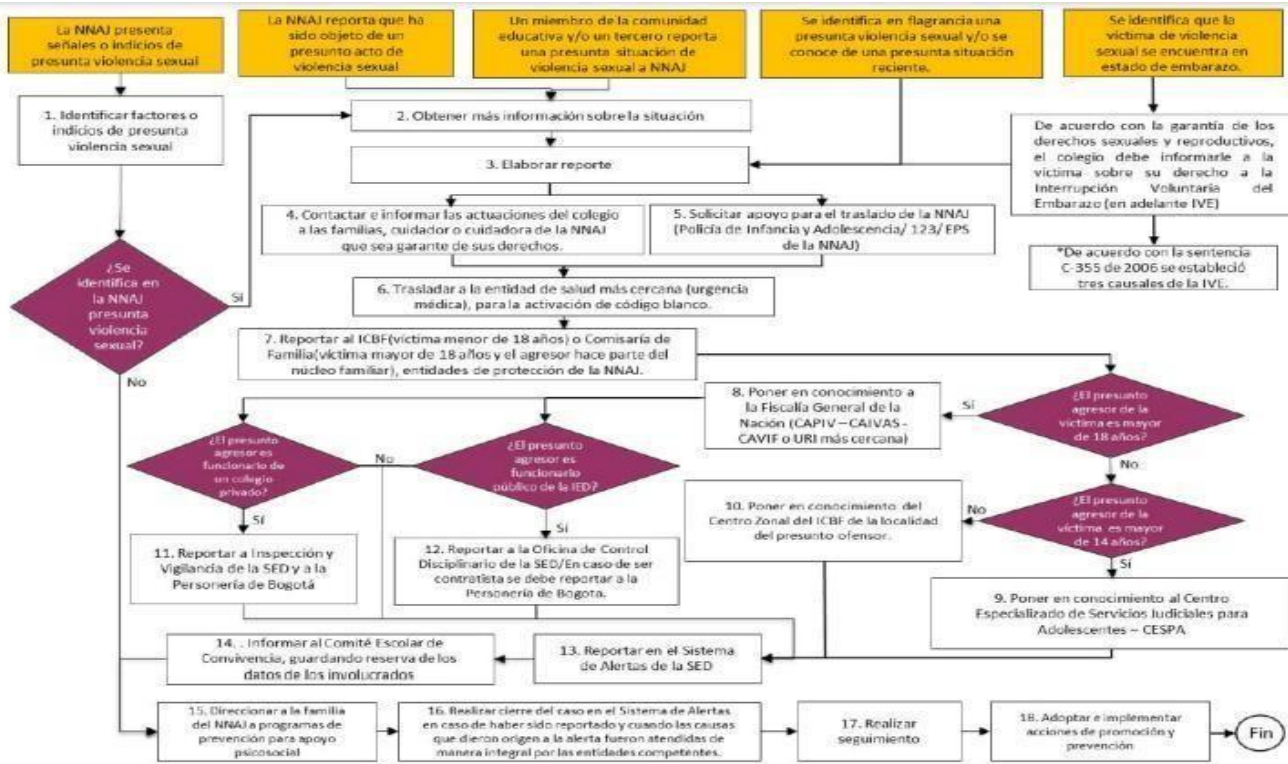 La NNAJ presenta
señales o indicios de
presunta violencia sexual
La NNAJ reporta que ha
sido objeto de un
presunto acto de
violencia sexual
Un miembro de la comunidad
educativa y/o un tercero reporta
una presunta situación de
violencia sexual a NNAJ
Se identifica en flagrancia una
presunta violencia sexual y/o se
conoce de una presunta situación
reciente.
Se identifica que la
víctima de violencia
sexual se encuentra en
estado de embarazo.
1. Identificar factores o
indicios de presunta
violencia sexual
2. Obtener más información sobre la situación
3. Elaborar reporte
De acuerdo con la garantía de los
derechos sexuales y reproductivos,
el colegio debe informarle a la
víctima sobre su derecho a la
Interrupción Voluntaria del
Embarazo (en adelante IVE)
4. Contactar e informar las actuaciones del colegio
a las familias, cuidador o cuidadora de la NNAJ
que sea garante de sus derechos.
5. Solicitar apoyo para el traslado de la NNAJ
(Policía de Infancia y Adolescencia/ 123/ EPS
de la NNAJ)
*De acuerdo con la sentencia
C-355 de 2006 se estableció
tres causales de la IVE.
¿Se
identifica en
la NNAJ
presunta
violencia
sexual?
Sí
No
6. Trasladar a la entidad de salud más cercana (urgencia
médica), para la activación de código blanco.
7. Reportar al ICBF(víctima menor de 18 años) o Comisaría de
Familia(víctima mayor de 18 años y el agresor hace parte del
núcleo familiar), entidades de protección de la NNAJ.
8. Poner en conocimiento a
la Fiscalía General de la
Nación (CAPIV – CAIVAS -
CAVIF o URI más cercana)
Sí
¿El presunto
agresor de la
víctima es mayor
de 18 años?
No
¿El presunto
agresor es
funcionario de
un colegio
privado?
No
¿El presunto
agresor es
funcionario
público de la IED?
Sí
Sí
10. Poner en conocimiento del
Centro Zonal del ICBF de la localidad
del presunto ofensor.
No
¿El presunto
agresor de la
víctima es mayor
de 14 años?
Sí
11. Reportar a Inspección y
Vigilancia de la SED y a la
Personería de Bogotá
12. Reportar a la Oficina de Control
Disciplinario de la SED/En caso de ser
contratista se debe reportar a la
Personería de Bogota.
9. Poner en conocimiento al Centro
Especializado de Servicios Judiciales para
Adolescentes – CESPA
14. . Informar al Comité Escolar de
Convivencia, guardando reserva de los
datos de los involucrados
13. Reportar en el Sistema
de Alertas de la SED
15. Direccionar a la familia
del NNAJ a programas de
prevención para apoyo
psicosocial
16. Realizar cierre del caso en el Sistema de Alertas
en caso de haber sido reportado y cuando las causas
que dieron origen a la alerta fueron atendidas de
manera integral por las entidades competentes.
17. Realizar
seguimiento
18. Adoptar e implementar
acciones de promoción y
prevención
Fin